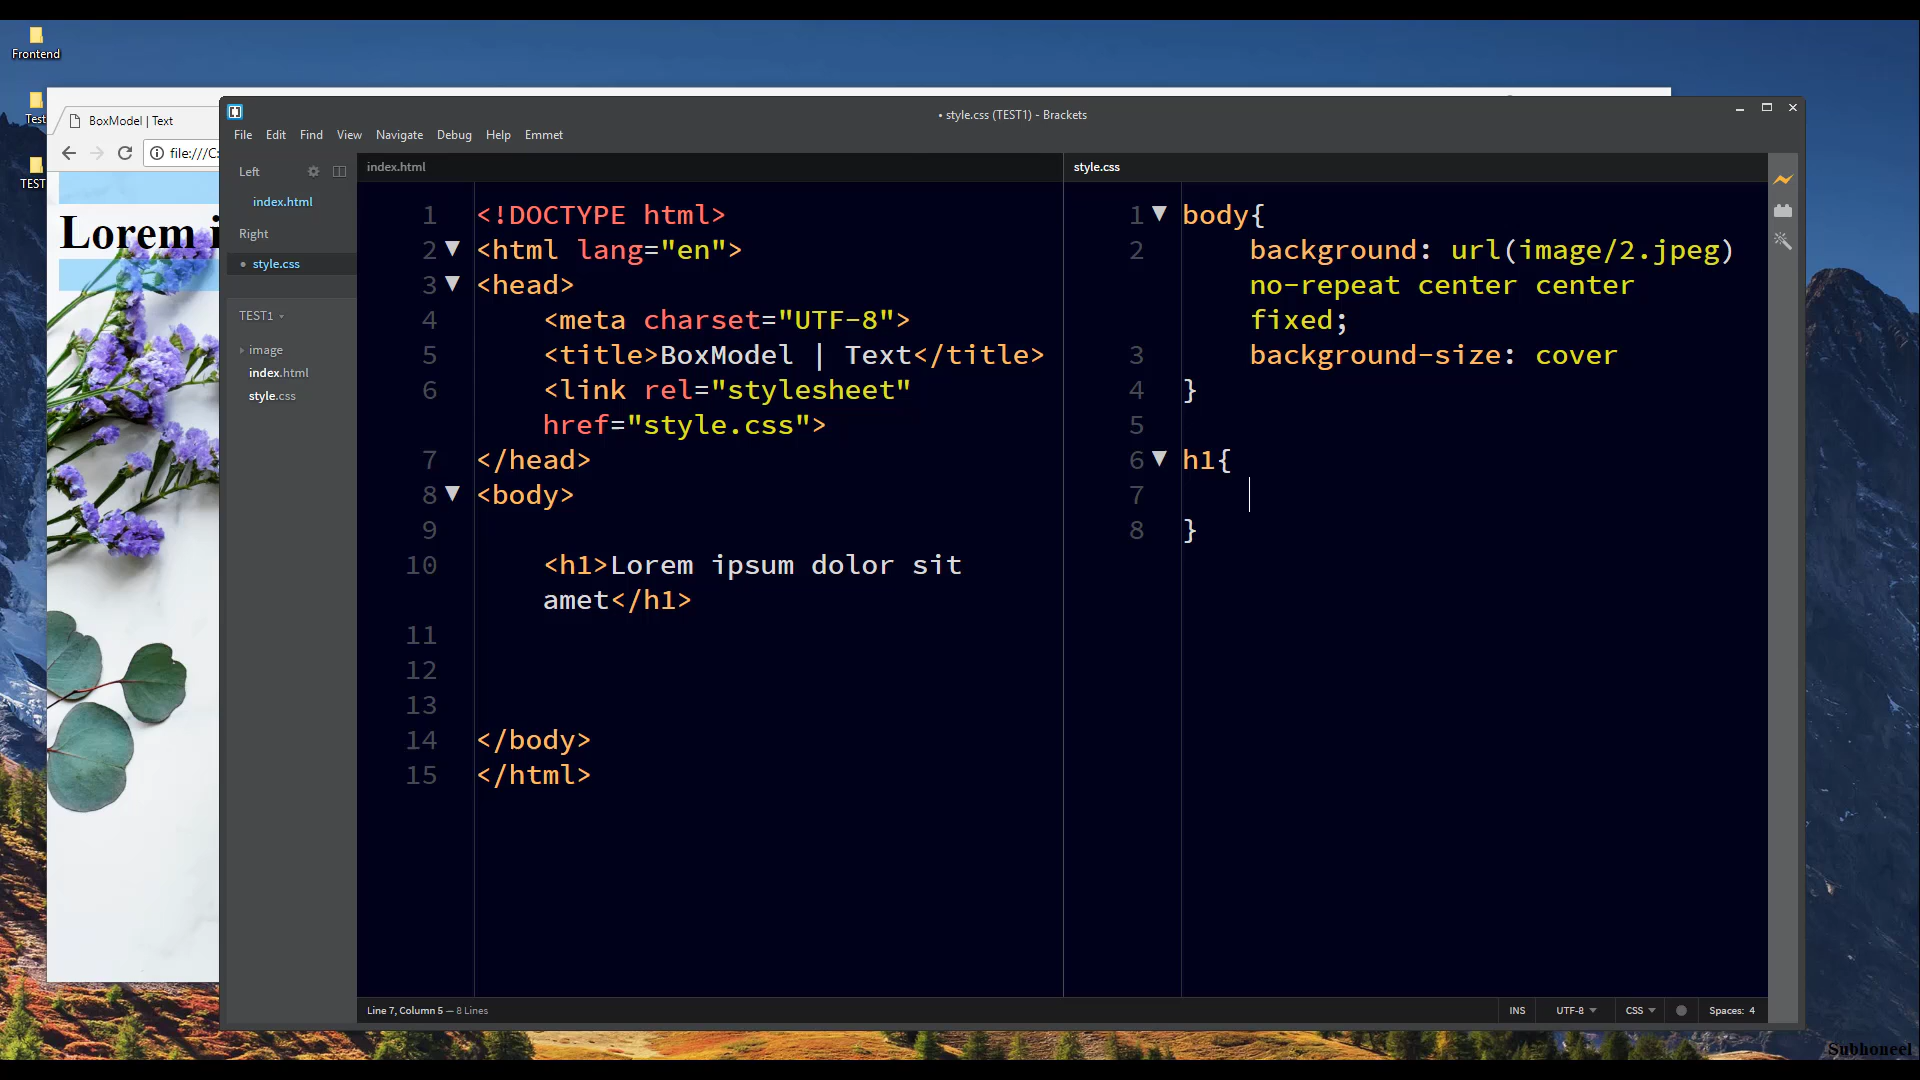 Frontend
Test
TEST
BoxModel | Text
file:///C:
Lorem i
• style.css (TEST1) - Brackets
File Edit Find View Navigate Debug Help Emmet
Left
index.html
Right
• style.css
TEST1
image
index.html
style.css
index.html
1 <!DOCTYPE html>
2 <html lang="en">
3 <head>
4 <meta charset="UTF-8">
5 <title>BoxModel | Text</title>
6 <link rel="stylesheet"
href="style.css">
7 </head>
8 <body>
9
10 <h1>Lorem ipsum dolor sit
amet</h1>
11
12
13
14 </body>
15 </html>
style.css
1 body{
2 background: url(image/2.jpeg)
no-repeat center center
fixed;
3 background-size: cover
4 }
5
6 h1{
7
8 }
Line 7, Column 5 — 8 Lines
INS UTF-8 CSS Spaces: 4
Subhoneel